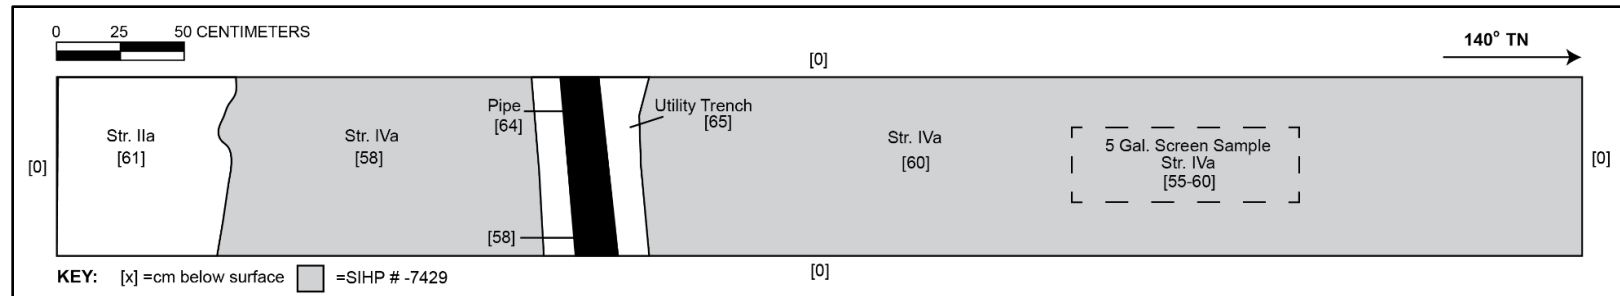 0 25 50 CENTIMETERS
140° TN
[0]
Pipe
[64]
Utility Trench
[65]
Str. IIa
[61]
Str. IVa
[58]
Str. IVa
[60]
5 Gal. Screen Sample
Str. IVa
[55-60]
[0]
[0]
[58]
[0]
KEY: [x] =cm below surface =SIHP # -7429